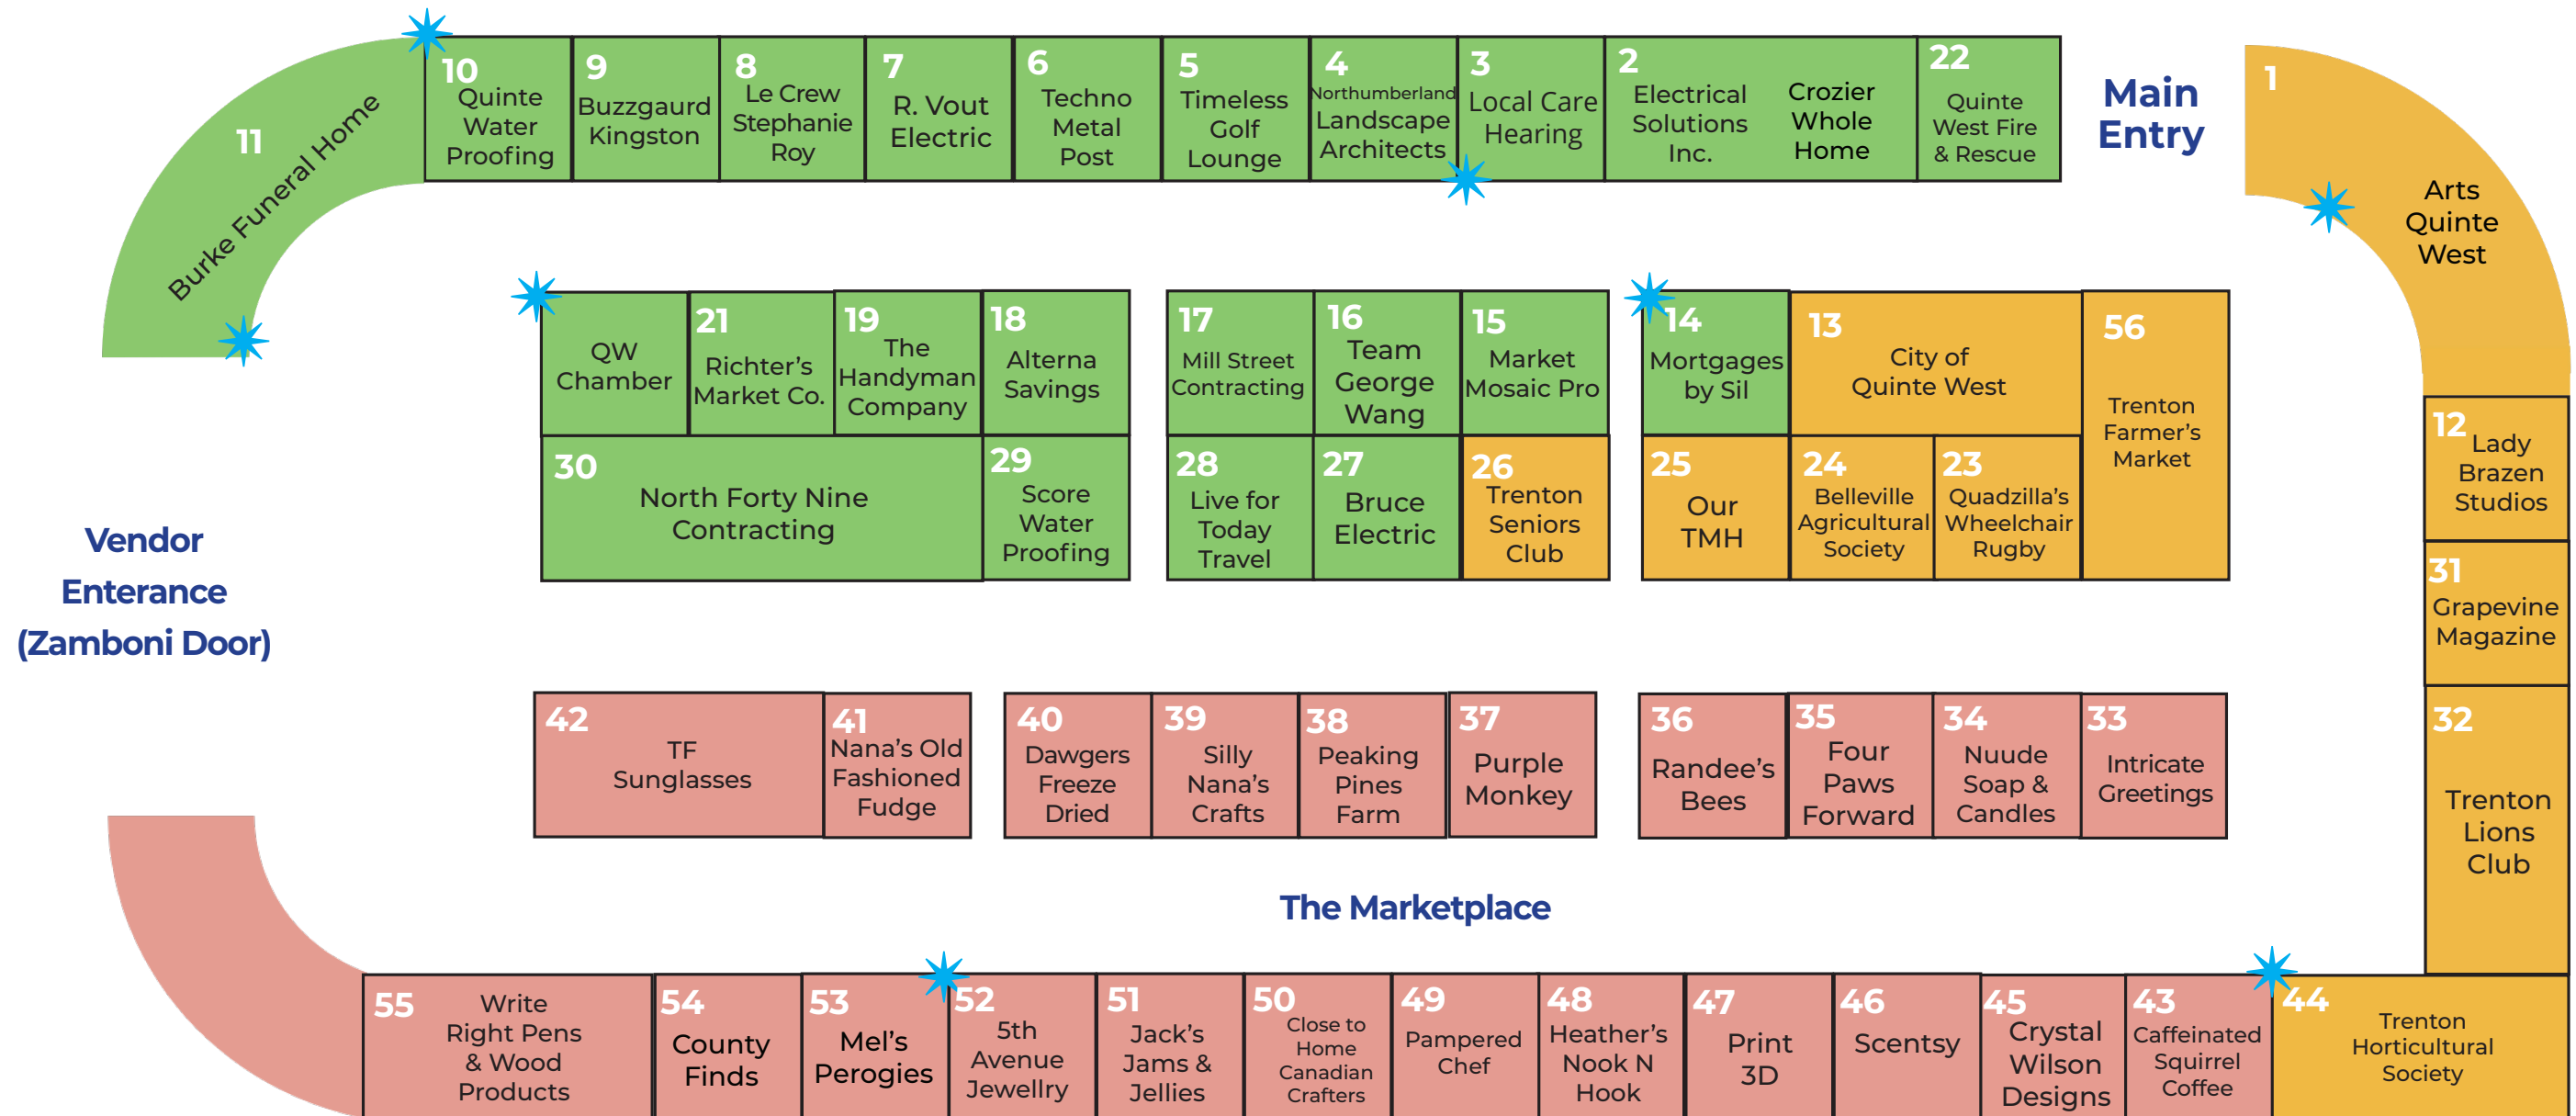 10
Quinte
Water
Proofing
9
Buzzgaurd
Kingston
8
Le Crew
Stephanie
Roy
7
R. Vout
Electric
6
Techno
Metal
Post
5
Timeless
Golf
Lounge
4
Northumberland
Landscape
Architects
3
Local Care
Hearing
2
Electrical
Solutions
Inc.
Crozier
Whole
Home
22
Quinte
West Fire
& Rescue
Main
Entry
1
Arts
Quinte
West
11
Burke Funeral Home
QW
Chamber
21
Richter's
Market Co.
19
The
Handyman
Company
18
Alterna
Savings
17
Mill Street
Contracting
16
Team
George
Wang
15
Market
Mosaic Pro
14
Mortgages
by Sil
13
City of
Quinte West
56
Trenton
Farmer's
Market
12
Lady
Brazen
Studios
30
North Forty Nine
Contracting
29
Score
Water
Proofing
28
Live for
Today
Travel
27
Bruce
Electric
26
Trenton
Seniors
Club
25
Our
TMH
24
Belleville
Agricultural
Society
23
Quadzilla's
Wheelchair
Rugby
31
Grapevine
Magazine
Vendor
Enterance
(Zamboni Door)
42
TF
Sunglasses
41
Nana's Old
Fashioned
Fudge
40
Dawgers
Freeze
Dried
39
Silly
Nana's
Crafts
38
Peaking
Pines
Farm
37
Purple
Monkey
36
Randee's
Bees
35
Four
Paws
Forward
34
Nuude
Soap &
Candles
33
Intricate
Greetings
32
Trenton
Lions
Club
The Marketplace
55
Write
Right Pens
& Wood
Products
54
County
Finds
53
Mel's
Perogies
52
5th
Avenue
Jewellry
51
Jack's
Jams &
Jellies
50
Close to
Home
Canadian
Crafters
49
Pampered
Chef
48
Heather's
Nook N
Hook
47
Print
3D
46
Scentsy
45
Crystal
Wilson
Designs
43
Caffeinated
Squirrel
Coffee
44
Trenton
Horticultural
Society